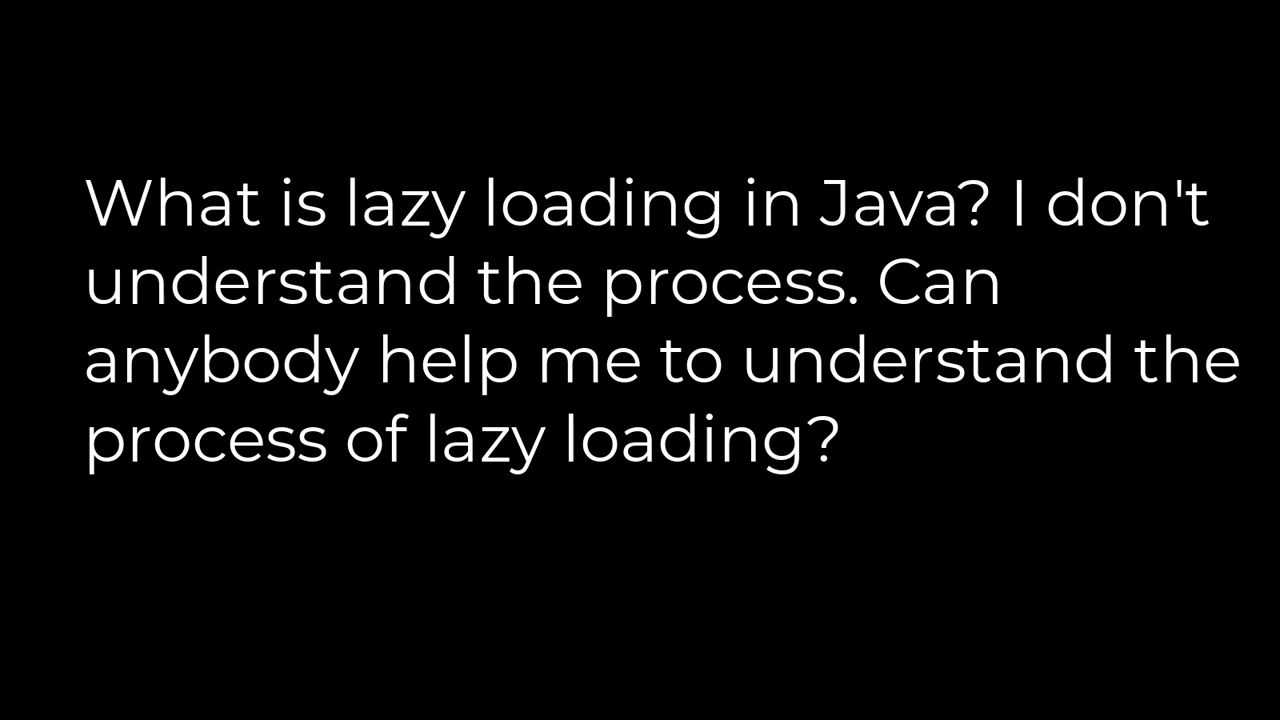 What is lazy loading in Java? I don't
understand the process. Can
anybody help me to understand the
process of lazy loading?